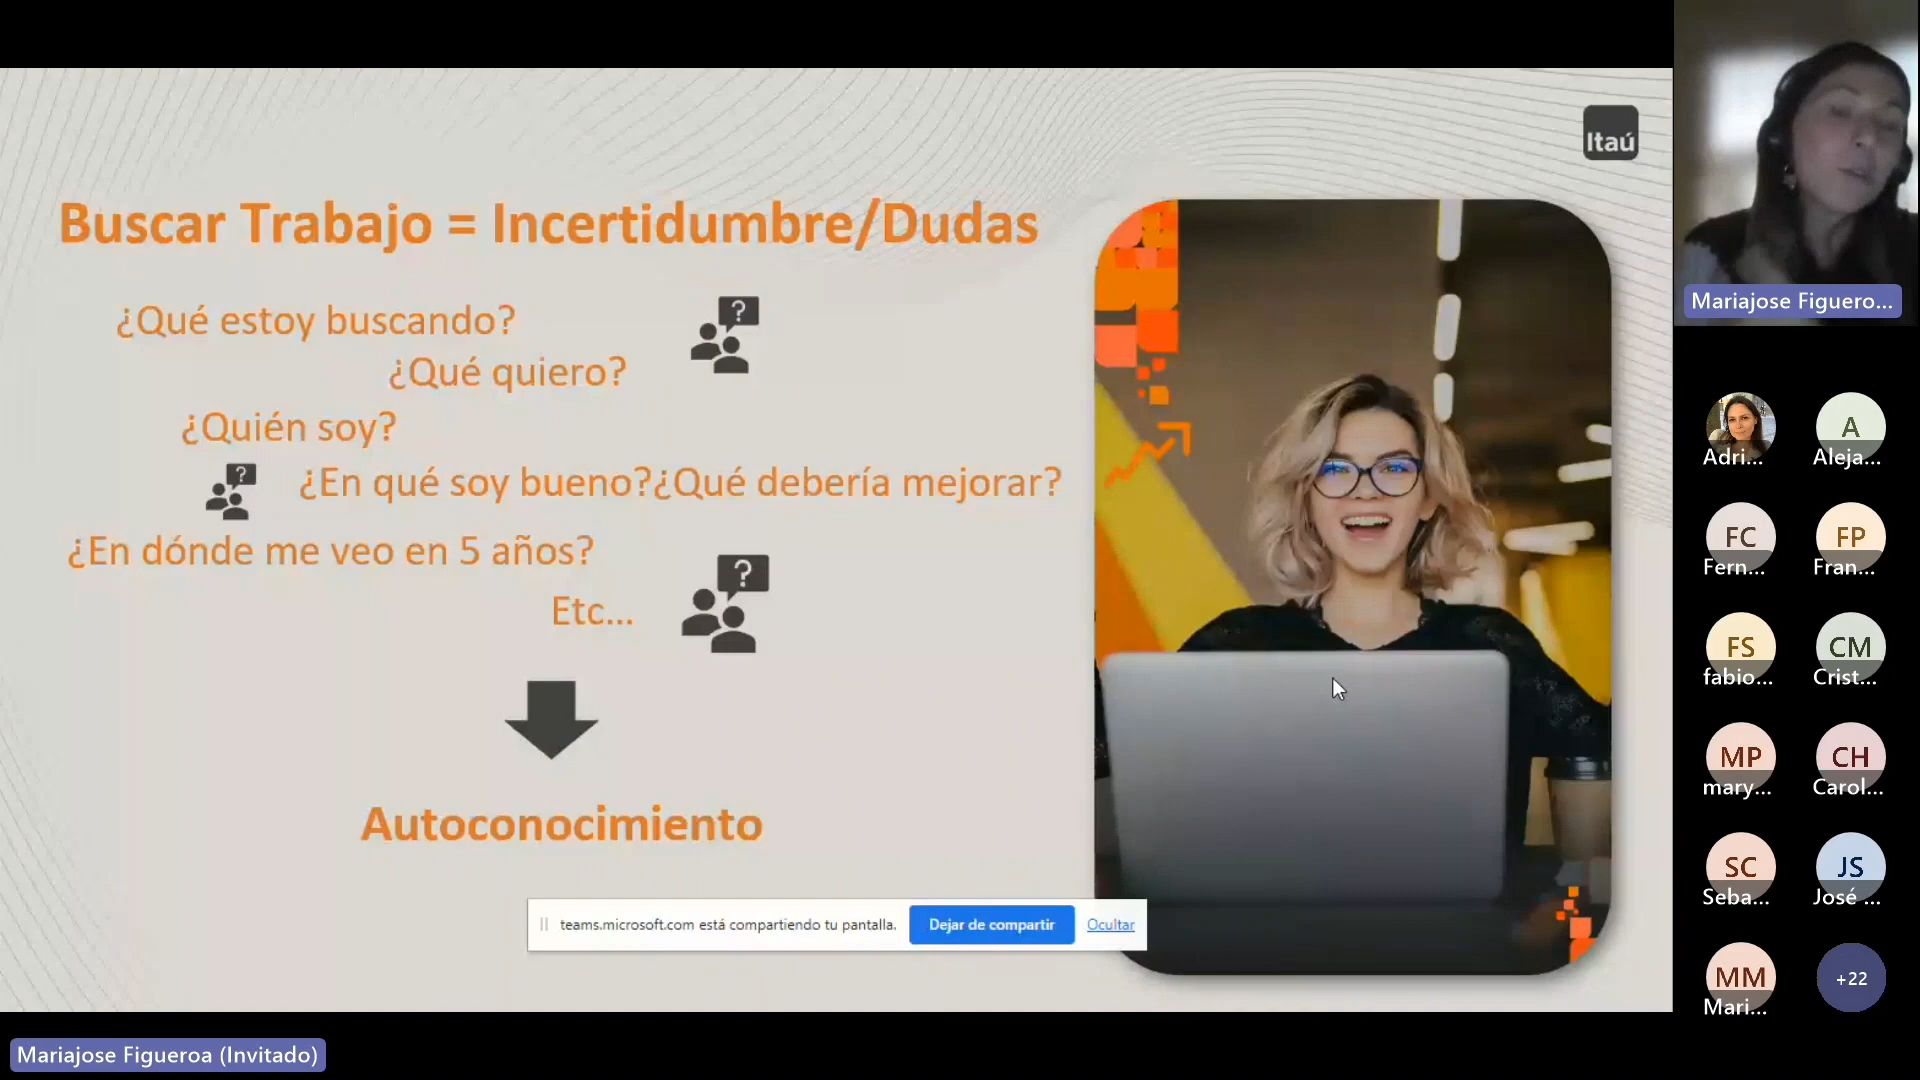 Itaú
Buscar Trabajo = Incertidumbre/Dudas
¿Qué estoy buscando?
?
¿Qué quiero?
¿Quién soy?
?
¿En qué soy bueno?¿Qué debería mejorar?
¿En dónde me veo en 5 años?
?
Etc...
Autoconocimiento
teams.microsoft.com está compartiendo tu pantalla.
Dejar de compartir
Ocultar
Mariajose Figueroa (Invitado)
Mariajose Figuero...
Adri...
A
Aleja...
FC
Fern...
FP
Fran...
FS
fabio...
CM
Crist...
MP
mary...
CH
Carol...
SC
Seba...
JS
José ...
MM
Mari...
+22